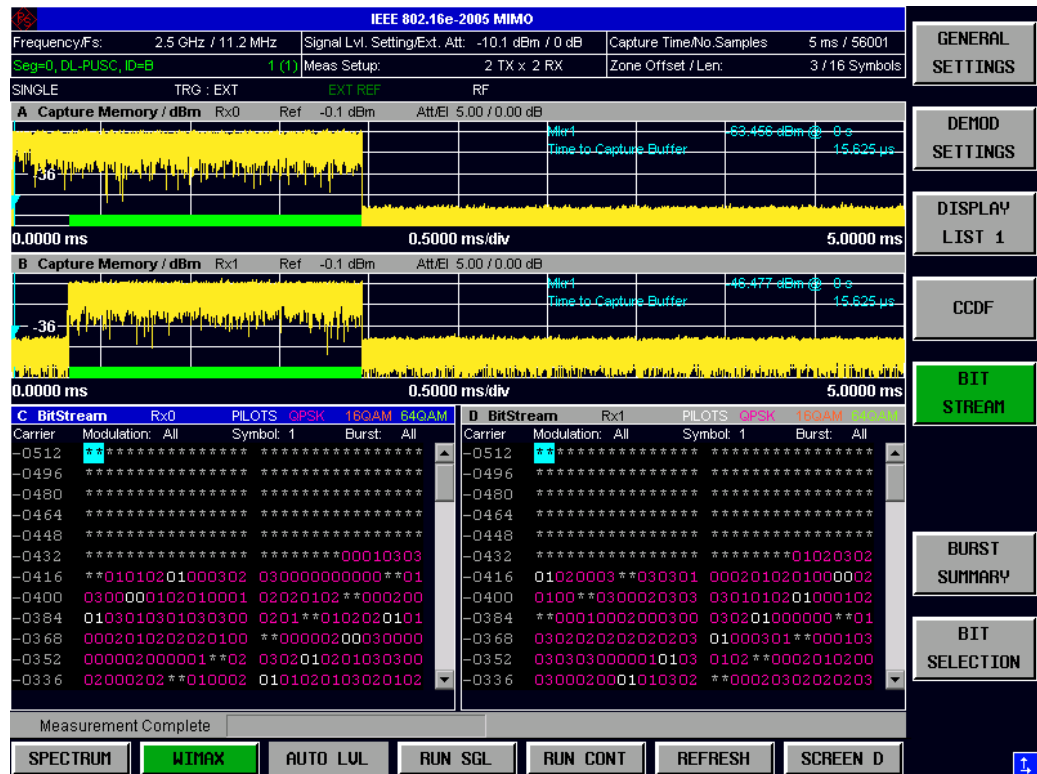 IEEE 802.16e-2005 MIMO
Frequency/Fs: 2.5 GHz / 11.2 MHz Signal Lvl. Setting/Ext. Att: -10.1 dBm / 0 dB Capture Time/No.Samples 5 ms / 56001
Seg=0, DL-PUSC, ID=B 1 (1) Meas Setup: 2 TX x 2 RX Zone Offset / Len: 3 / 16 Symbols
SINGLE TRG : EXT EXT REF RF
A Capture Memory / dBm Rx0 Ref -0.1 dBm Att/El 5.00 / 0.00 dB
Mkr1 -63.456 dBm @ 0 s
Time to Capture Buffer 15.625 µs
-36
0.0000 ms 0.5000 ms/div 5.0000 ms
B Capture Memory / dBm Rx1 Ref -0.1 dBm Att/El 5.00 / 0.00 dB
Mkr1 -46.477 dBm @ 0 s
Time to Capture Buffer 15.625 µs
-36
0.0000 ms 0.5000 ms/div 5.0000 ms
C BitStream Rx0 PILOTS QPSK 16QAM 64QAM
Carrier Modulation: All Symbol: 1 Burst: All
-0512 **************** ****************
-0496 **************** ****************
-0480 **************** ****************
-0464 **************** ****************
-0448 **************** ****************
-0432 **************** ********00010303
-0416 **01010201000302 030000000000**01
-0400 0300000102010001 02020102**000200
-0384 0103010301030300 0201**0102020101
-0368 0002010202020100 **00000200030000
-0352 000002000001**02 0302010201030300
-0336 02000202**010002 0101020103020102
D BitStream Rx1 PILOTS QPSK 16QAM 64QAM
Carrier Modulation: All Symbol: 1 Burst: All
-0512 **************** ****************
-0496 **************** ****************
-0480 **************** ****************
-0464 **************** ****************
-0448 **************** ****************
-0432 **************** ********01020302
-0416 01020003**030301 0002010201000002
-0400 0100**0300020303 0301010201000102
-0384 **00010002000300 030201000000**01
-0368 0302020202020203 01000301**000103
-0352 0303030000010103 0102**0002010200
-0336 0300020001010302 **00020302020203
Measurement Complete
SPECTRUM WIMAX AUTO LVL RUN SGL RUN CONT REFRESH SCREEN D
GENERAL
SETTINGS
DEMOD
SETTINGS
DISPLAY
LIST 1
CCDF
BIT
STREAM
BURST
SUMMARY
BIT
SELECTION